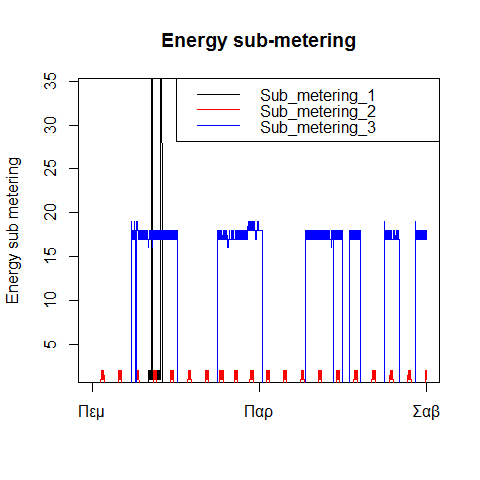 Energy sub-metering
Sub_metering_1
Sub_metering_2
Sub_metering_3
Energy sub metering
35
30
25
20
15
10
5
Πεμ Παρ Σαβ